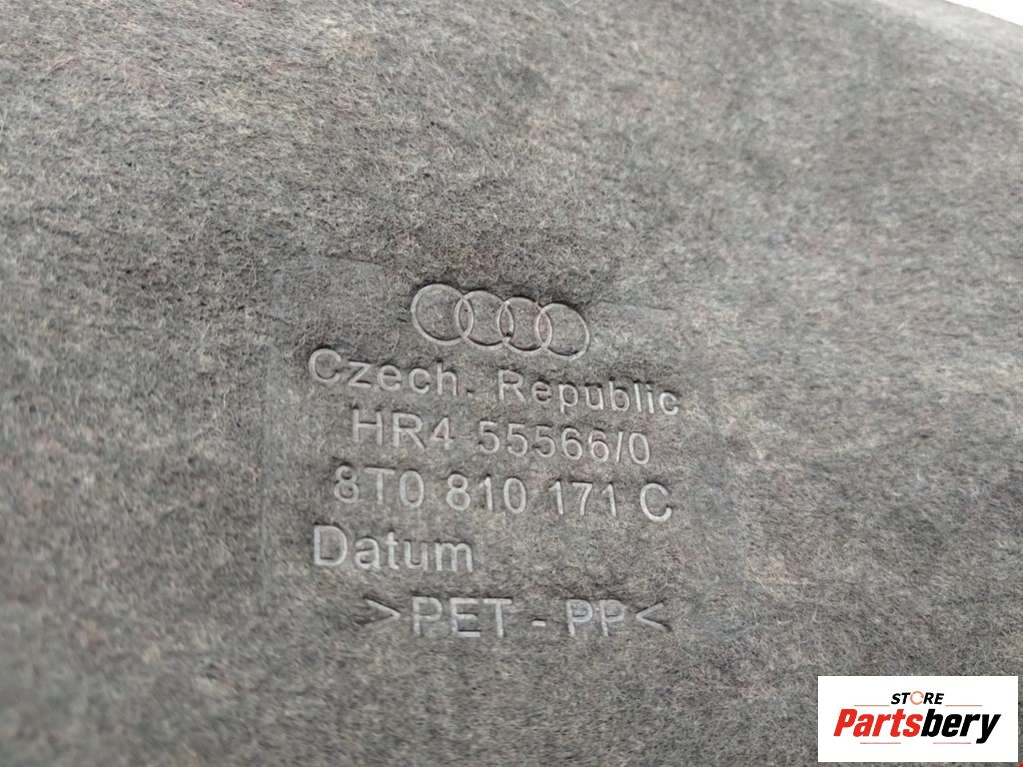 Czech. Republic
HR4 55566/0
8T0 810 171 C
Datum
>PET - PP<
STORE
Partsbery